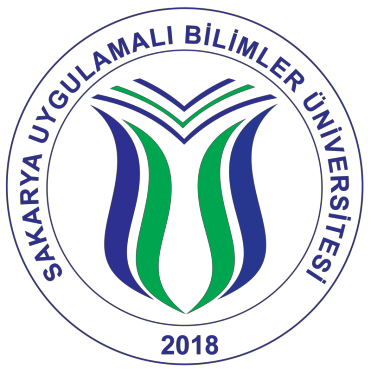 SAKARYA UYGULAMALI BİLİMLER ÜNİVERSİTESİ
2018